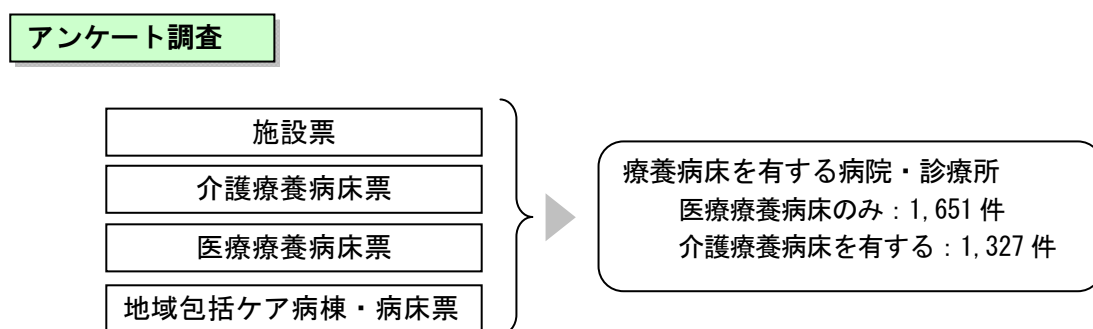 アンケート調査
施設票
介護療養病床票
医療療養病床票
地域包括ケア病棟・病床票
療養病床を有する病院・診療所
医療療養病床のみ：1,651件
介護療養病床を有する：1,327件